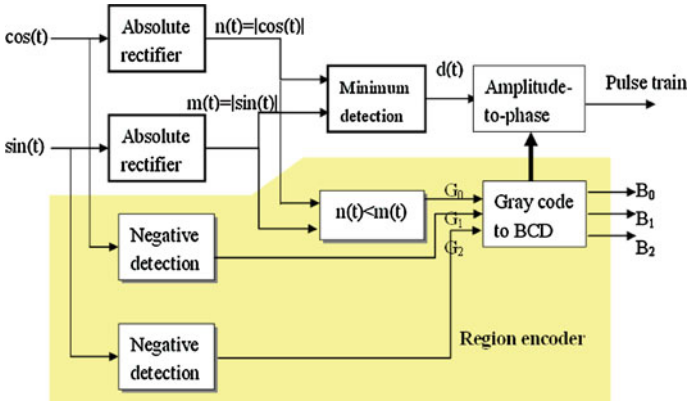 cos(t)
Absolute
rectifier
n(t)=|cos(t)|
m(t)=|sin(t)|
Minimum
detection
d(t)
Amplitude-
to-phase
Pulse train
sin(t)
Absolute
rectifier
n(t)<m(t)
G₀
G₁
G₂
Gray code
to BCD
B₀
B₁
B₂
Negative
detection
Negative
detection
Region encoder